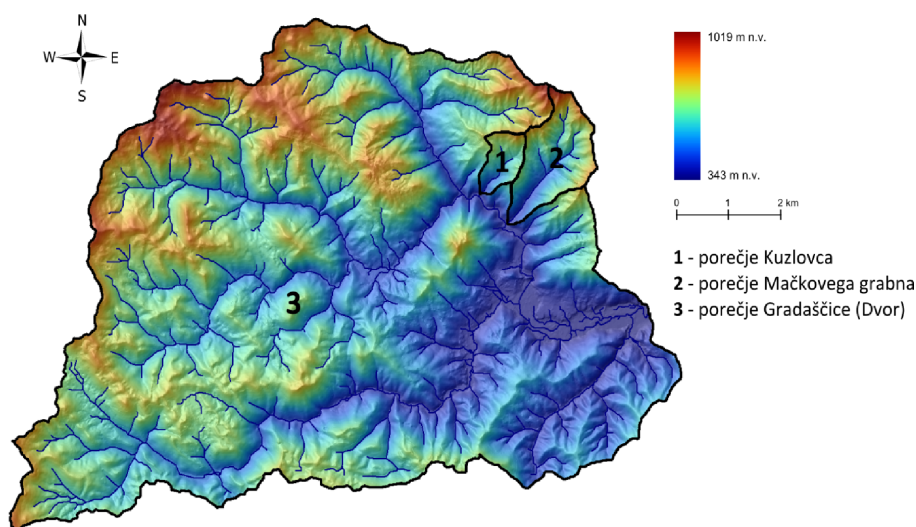 N
W E
S
1019 m n.v.
343 m n.v.
0 1 2 km
1 - porečje Kuzlovca
2 - porečje Mačkovega grabna
3 - porečje Gradaščice (Dvor)
1
2
3